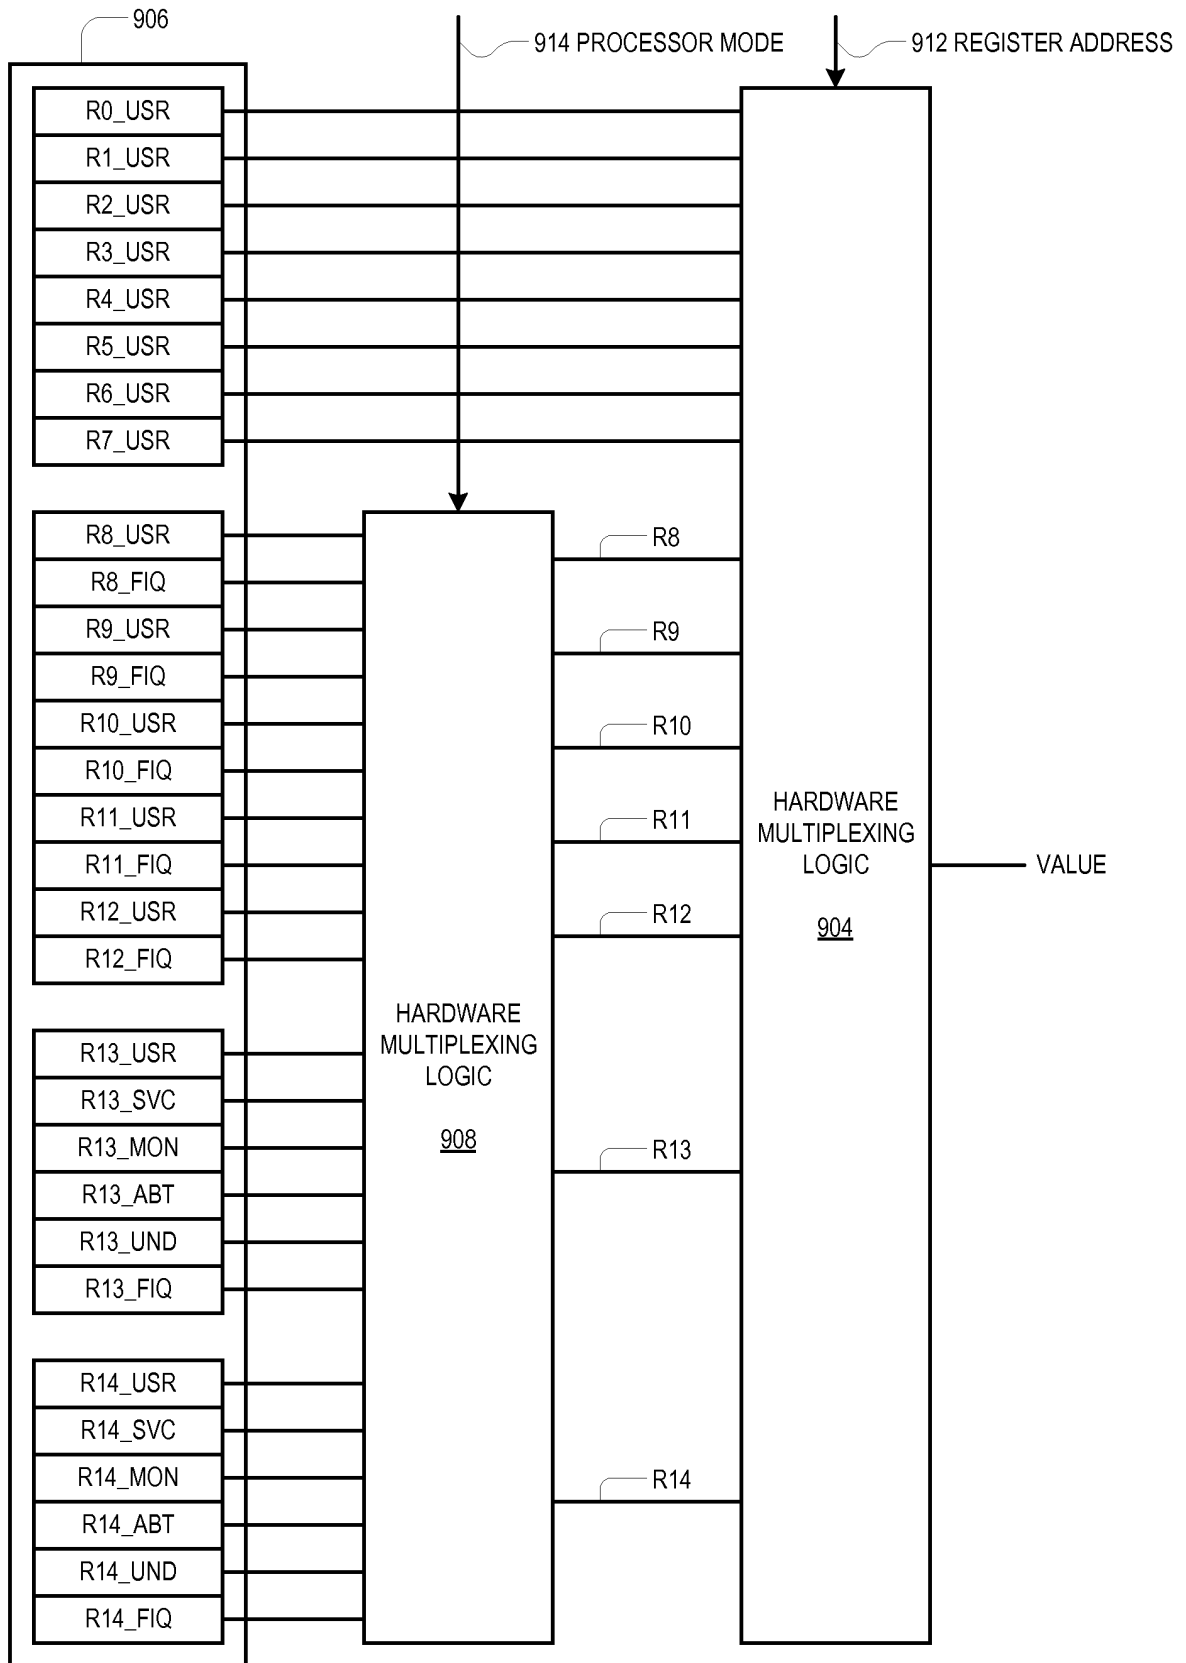 906
914 PROCESSOR MODE
912 REGISTER ADDRESS
R0_USR
R1_USR
R2_USR
R3_USR
R4_USR
R5_USR
R6_USR
R7_USR
R8_USR
R8_FIQ
R9_USR
R9_FIQ
R10_USR
R10_FIQ
R11_USR
R11_FIQ
R12_USR
R12_FIQ
R13_USR
R13_SVC
R13_MON
R13_ABT
R13_UND
R13_FIQ
R14_USR
R14_SVC
R14_MON
R14_ABT
R14_UND
R14_FIQ
HARDWARE
MULTIPLEXING
LOGIC
908
R8
R9
R10
R11
R12
R13
R14
HARDWARE
MULTIPLEXING
LOGIC
904
VALUE